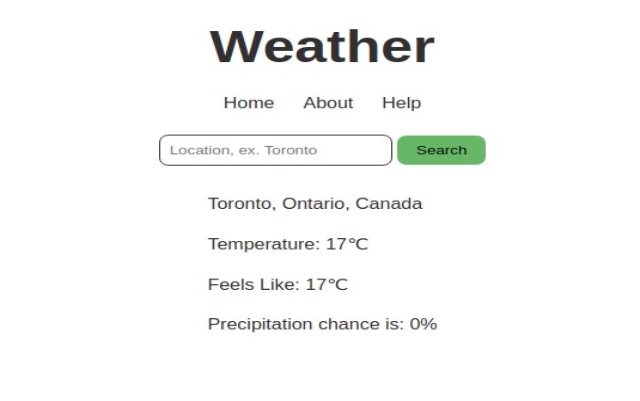 Weather
Home About Help
Location, ex. Toronto Search
Toronto, Ontario, Canada
Temperature: 17℃
Feels Like: 17℃
Precipitation chance is: 0%